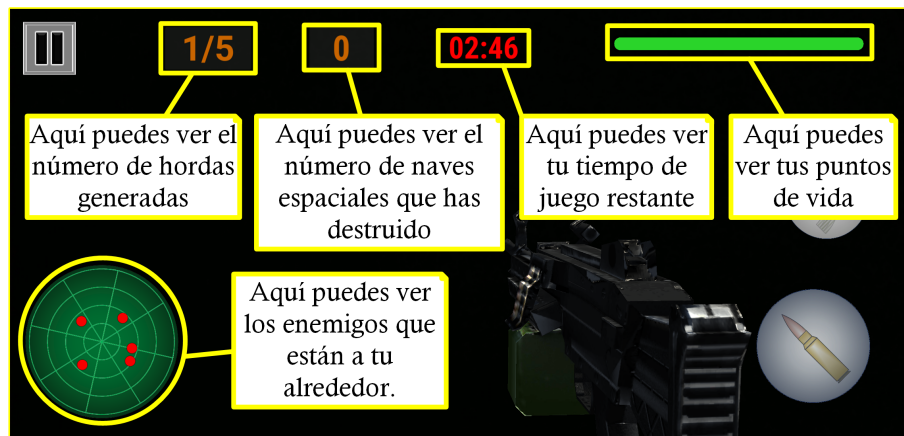 1/5
0
02:46
Aquí puedes ver el
número de hordas
generadas
Aquí puedes ver el
número de naves
espaciales que has
destruido
Aquí puedes ver
tu tiempo de
juego restante
Aquí puedes
ver tus puntos
de vida
Aquí puedes ver
los enemigos que
están a tu
alrededor.